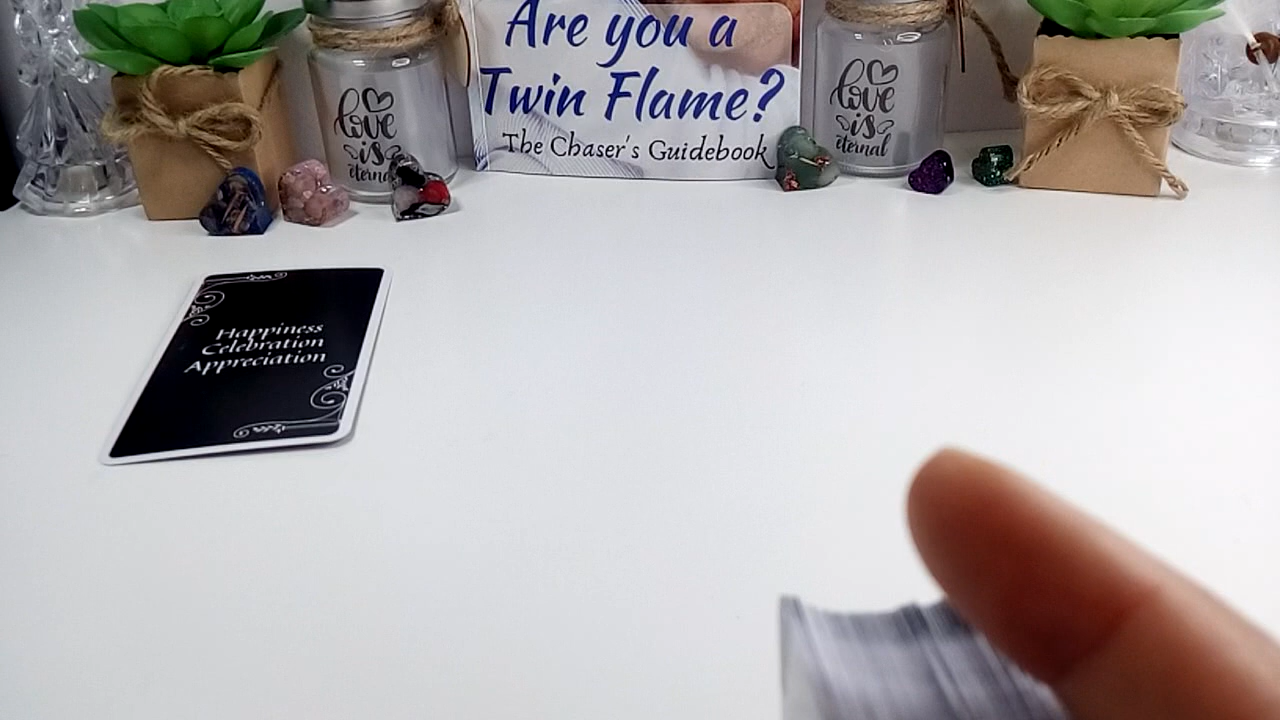 Are you a
Twin Flame?
The Chaser's Guidebook
love
is
eternal
love
is
eternal
Happiness
Celebration
Appreciation